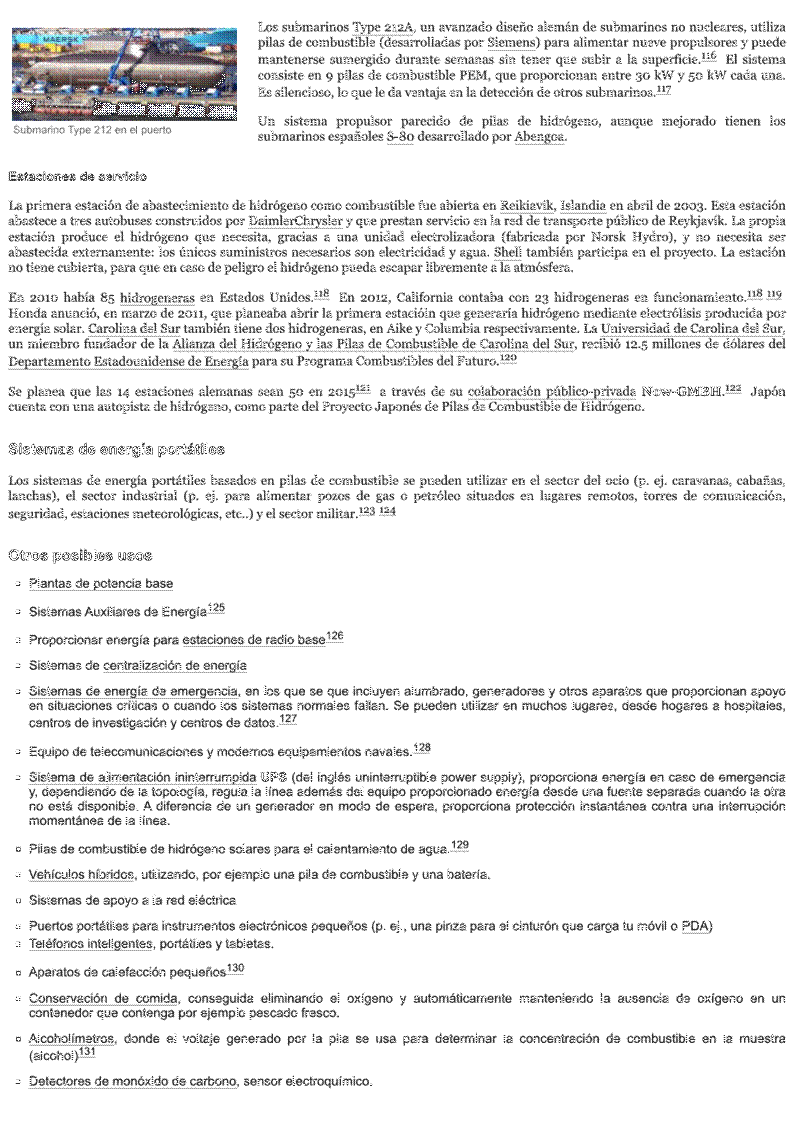 MAERSK
Los submarinos Type 212A, un avanzado diseño alemán de submarinos no nucleares, utiliza
pilas de combustible (desarrolladas por Siemens) para alimentar nueve propulsores y puede
mantenerse sumergido durante semanas sin tener que subir a la superficie.116 El sistema
consiste en 9 pilas de combustible PEM, que proporcionan entre 30 kW y 50 kW cada una.
Es silencioso, lo que le da ventaja en la detección de otros submarinos.117
Submarino Type 212 en el puerto
Un sistema propulsor parecido de pilas de hidrógeno, aunque mejorado tienen los
submarinos españoles S-80 desarrollado por Abengoa.
Estaciones de servicio
La primera estación de abastecimiento de hidrógeno como combustible fue abierta en Reikiavik, Islandia en abril de 2003. Esta estación
abastece a tres autobuses construidos por DaimlerChrysler y que prestan servicio en la red de transporte público de Reykjavík. La propia
estación produce el hidrógeno que necesita, gracias a una unidad electrolizadora (fabricada por Norsk Hydro), y no necesita ser
abastecida externamente: los únicos suministros necesarios son electricidad y agua. Shell también participa en el proyecto. La estación
no tiene cubierta, para que en caso de peligro el hidrógeno pueda escapar libremente a la atmósfera.
En 2010 había 85 hidrogeneras en Estados Unidos.118 En 2012, California contaba con 23 hidrogeneras en funcionamiento.118 119
Honda anunció, en marzo de 2011, que planeaba abrir la primera estación que generaría hidrógeno mediante electrólisis producida por
energía solar. Carolina del Sur también tiene dos hidrogeneras, en Aike y Columbia respectivamente. La Universidad de Carolina del Sur,
un miembro fundador de la Alianza del Hidrógeno y las Pilas de Combustible de Carolina del Sur, recibió 12.5 millones de dólares del
Departamento Estadounidense de Energía para su Programa Combustibles del Futuro.120
Se planea que las 14 estaciones alemanas sean 50 en 2015121 a través de su colaboración público-privada Now-GMBH.122 Japón
cuenta con una autopista de hidrógeno, como parte del Proyecto Japonés de Pilas de Combustible de Hidrógeno.
Sistemas de energía portátiles
Los sistemas de energía portátiles basados en pilas de combustible se pueden utilizar en el sector del ocio (p. ej. caravanas, cabañas,
lanchas), el sector industrial (p. ej. para alimentar pozos de gas o petróleo situados en lugares remotos, torres de comunicación,
seguridad, estaciones meteorológicas, etc..) y el sector militar.123 124
Otros posibles usos
Plantas de potencia base
Sistemas Auxiliares de Energía125
Proporcionar energía para estaciones de radio base126
Sistemas de centralización de energía
Sistemas de energía de emergencia, en los que se que incluyen alumbrado, generadores y otros aparatos que proporcionan apoyo
en situaciones críticas o cuando los sistemas normales fallan. Se pueden utilizar en muchos lugares, desde hogares a hospitales,
centros de investigación y centros de datos.127
Equipo de telecomunicaciones y modernos equipamientos navales.128
Sistema de alimentación ininterrumpida UPS (del inglés uninterruptible power supply), proporciona energía en caso de emergencia
y, dependiendo de la topología, regula la línea además del equipo proporcionado energía desde una fuente separada cuando la otra
no está disponible. A diferencia de un generador en modo de espera, proporciona protección instantánea contra una interrupción
momentánea de la línea.
Pilas de combustible de hidrógeno solares para el calentamiento de agua.129
Vehículos híbridos, utilizando, por ejemplo una pila de combustible y una batería.
Sistemas de apoyo a la red eléctrica
Puertos portátiles para instrumentos electrónicos pequeños (p. ej., una pinza para el cinturón que carga tu móvil o PDA)
Teléfonos inteligentes, portátiles y tabletas.
Aparatos de calefacción pequeños130
Conservación de comida, conseguida eliminando el oxígeno y automáticamente manteniendo la ausencia de oxígeno en un
contenedor que contenga por ejemplo pescado fresco.
Alcoholímetros, donde el voltaje generado por la pila se usa para determinar la concentración de combustible en la muestra
(alcohol)131
Detectores de monóxido de carbono, sensor electroquímico.